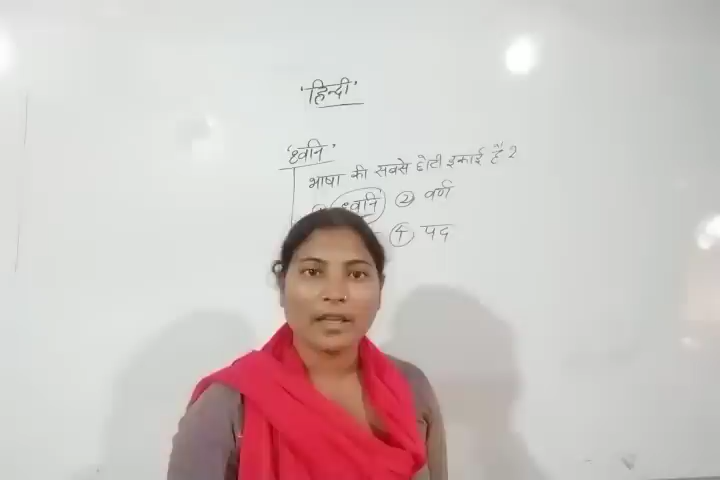 'हिन्दी'
'ध्वनि'
भाषा की सबसे छोटी इकाई है ?
ध्वनि ② वर्ण
④ पद